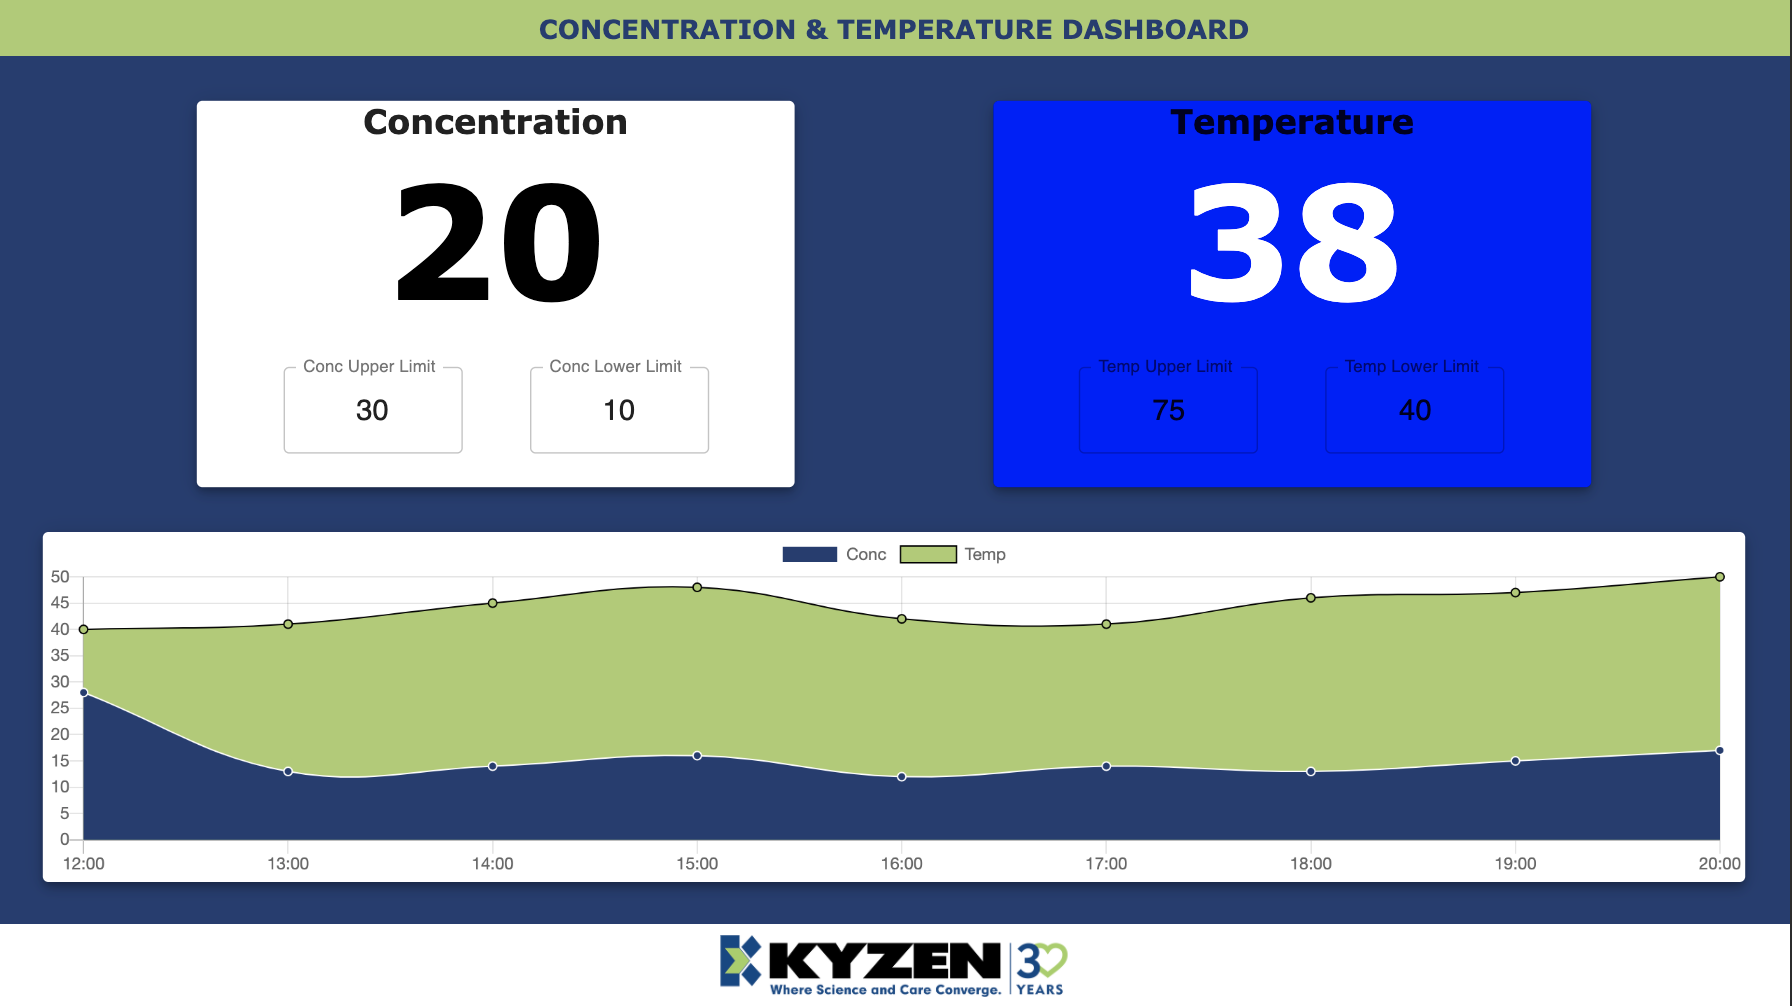 CONCENTRATION & TEMPERATURE DASHBOARD
Concentration
20
Conc Upper Limit
30
Conc Lower Limit
10
Temperature
38
Temp Upper Limit
75
Temp Lower Limit
40
Conc
Temp
50
45
40
35
30
25
20
15
10
5
0
12:00 13:00 14:00 15:00 16:00 17:00 18:00 19:00 20:00
KYZEN
Where Science and Care Converge.
30
YEARS